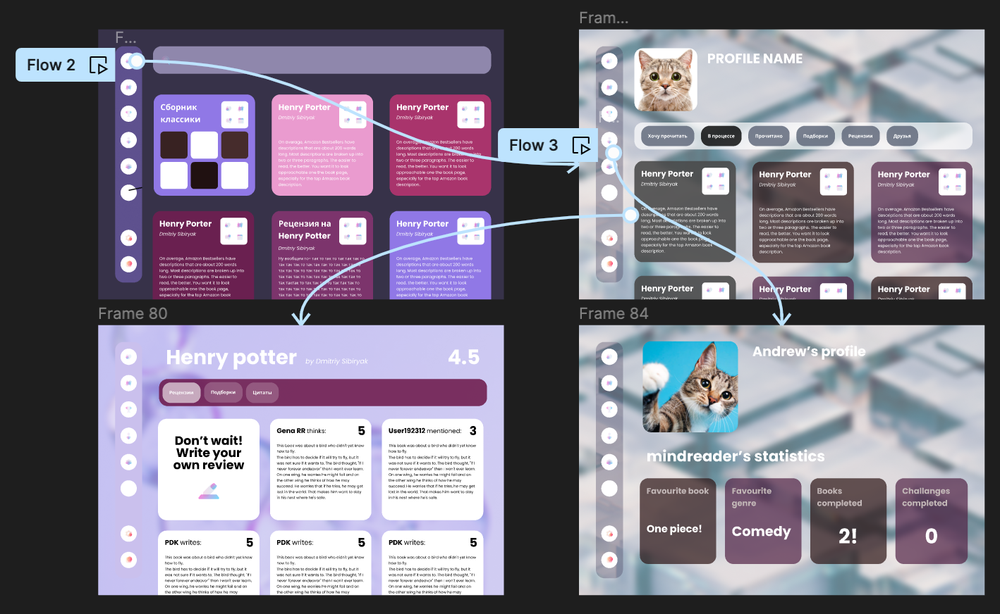 F...
Flow 2
Сборник
классики
Henry Porter
Dmitriy Sibiryak
On average, Amazon Bestsellers have
descriptions that are about 200 words
long. Most descriptions are broken up into
two or three paragraphs. The easier to
read, the better. You want it to look
approachable one the book page,
especially for the top Amazon book
description.
Henry Porter
Dmitriy Sibiryak
On average, Amazon Bestsellers have
descriptions that are about 200 words
long. Most descriptions are broken up into
two or three paragraphs. The easier to
read, the better. You want it to look
approachable one the book page,
especially for the top Amazon book
description.
Henry Porter
Dmitriy Sibiryak
On average, Amazon Bestsellers have
descriptions that are about 200 words
long. Most descriptions are broken up into
two or three paragraphs. The easier to
read, the better. You want it to look
approachable one the book page,
especially for the top Amazon book
Рецензия на
Henry Porter
Dmitriy Sibiryak
Ну вообщем то- так то так то так так то
так так то так так то так так то
так так то так так то так так то
так так то так так то так так то
Так тактак то так так то так так то
так так то так так то так так то
так так то так так то так. так то
Henry Porter
Dmitriy Sibiryak
On average, Amazon Bestsellers have
descriptions that are about 200 words
long. Most descriptions are broken up into
two or three paragraphs. The easier to
read, the better. You want it to look
approachable one the book page,
especially for the top Amazon book
Fram...
PROFILE NAME
Flow 3
Хочу прочитать
В процессе
Прочитано
Подборки
Рецензии
Друзья
Henry Porter
Dmitriy Sibiryak
On average, Amazon Bestsellers have
descriptions that are about 200 words
long. Most descriptions are broken up into
two or three paragraphs. The easier to
read, the better. You want it to look
approachable one the book page,
especially for the top Amazon book
description.
Henry Porter
Dmitriy Sibiryak
On average, Amazon Bestsellers have
descriptions that are about 200 words
long. Most descriptions are broken up into
two or three paragraphs. The easier to
read, the better. You want it to look
approachable one the book page,
especially for the top Amazon book
description.
Henry Porter
Dmitriy Sibiryak
On average, Amazon Bestsellers have
descriptions that are about 200 words
long. Most descriptions are broken up into
two or three paragraphs. The easier to
read, the better. You want it to look
approachable one the book page,
especially for the top Amazon book
description.
Henry Porter
Dmitriy Sibiryak
Henry Porter
Dmitriy Sibiryak
Henry Porter
Dmitriy Sibiryak
Frame 80
Henry potter
by Dmitriy Sibiryak
4.5
Рецензии
Подборки
Цитаты
Don't wait!
Write your
own review
Gena RR thinks:
5
This book was about a bird who didn't yet know
how to fly.
The bird has to decide if it will try to fly, but it
was not sure if it wants to. The bird thought, "If I
never forever endeavor" then I won't ever learn.
On one wing, he worries he might fail and on
the other wing he thinks of how he may
succeed. He worries that if he tries, he may get
lost in the world. That makes him want to stay
in his nest where he's safe.
User192312 mentioned:
3
This book was about a bird who didn't yet know
how to fly.
The bird has to decide if it will try to fly, but it
was not sure if it wants to. The bird thought, "If I
never forever endeavor" then I won't ever learn.
On one wing, he worries he might fail and on
the other wing he thinks of how he may
succeed. He worries that if he tries, he may get
lost in the world. That makes him want to stay
in his nest where he's safe.
PDK writes:
5
This book was about a bird who didn't yet know
how to fly.
The bird has to decide if it will try to fly, but it
was not sure if it wants to. The bird thought, "If I
never forever endeavor" then I won't ever learn.
On one wing, he worries he might fail and on
the other wing he thinks of how he may
PDK writes:
5
This book was about a bird who didn't yet know
how to fly.
The bird has to decide if it will try to fly, but it
was not sure if it wants to. The bird thought, "If I
never forever endeavor" then I won't ever learn.
On one wing, he worries he might fail and on
the other wing he thinks of how he may
PDK writes:
5
This book was about a bird who didn't yet know
how to fly.
The bird has to decide if it will try to fly, but it
was not sure if it wants to. The bird thought, "If I
never forever endeavor" then I won't ever learn.
On one wing, he worries he might fail and on
the other wing he thinks of how he may
Frame 84
Andrew's profile
mindreader's statistics
Favourite book
One piece!
Favourite
genre
Comedy
Books
completed
2!
Challanges
completed
0